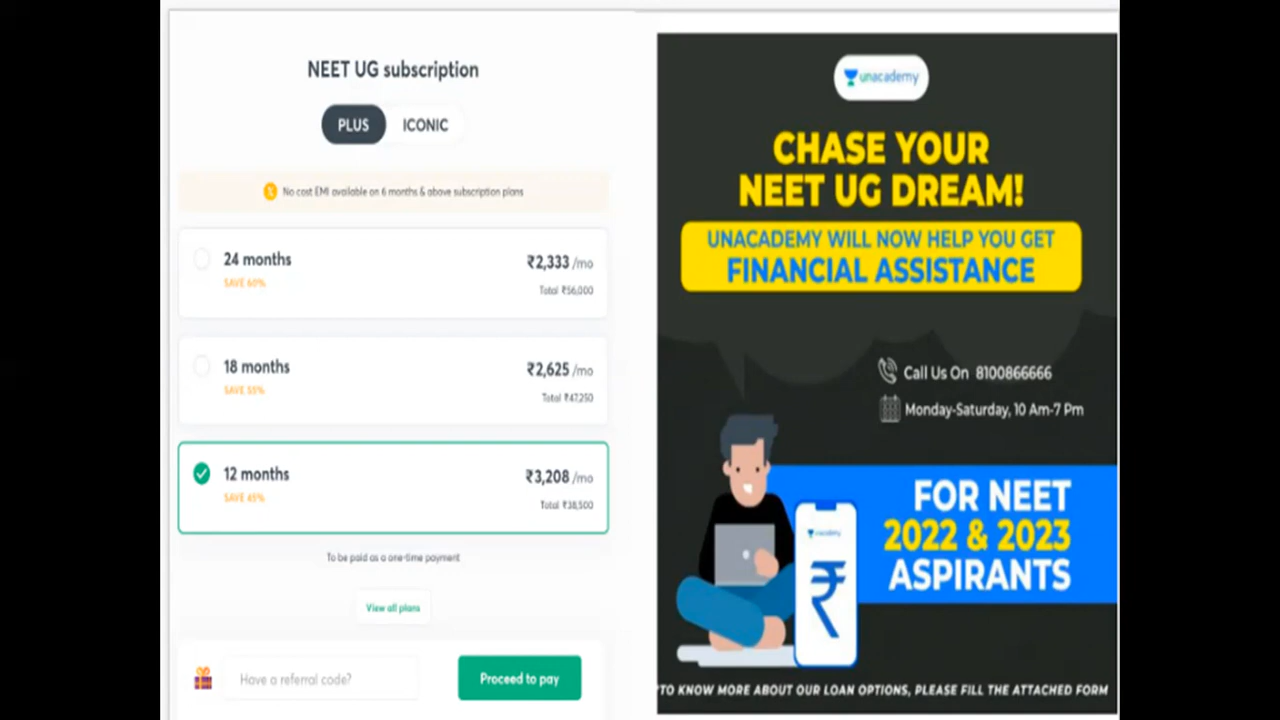 NEET UG subscription
PLUS ICONIC
No cost EMI available on 6 months & above subscription plans
24 months ₹2,333 /mo
SAVE 60% Total ₹56,000
18 months ₹2,625 /mo
SAVE 55% Total ₹47,250
12 months ₹3,208 /mo
SAVE 45% Total ₹38,500
To be paid as a one-time payment
View all plans
Have a referral code? Proceed to pay
unacademy
CHASE YOUR
NEET UG DREAM!
UNACADEMY WILL NOW HELP YOU GET
FINANCIAL ASSISTANCE
Call Us On 8100866666
Monday-Saturday, 10 Am-7 Pm
FOR NEET
2022 & 2023
ASPIRANTS
unacademy
₹
*TO KNOW MORE ABOUT OUR LOAN OPTIONS, PLEASE FILL THE ATTACHED FORM